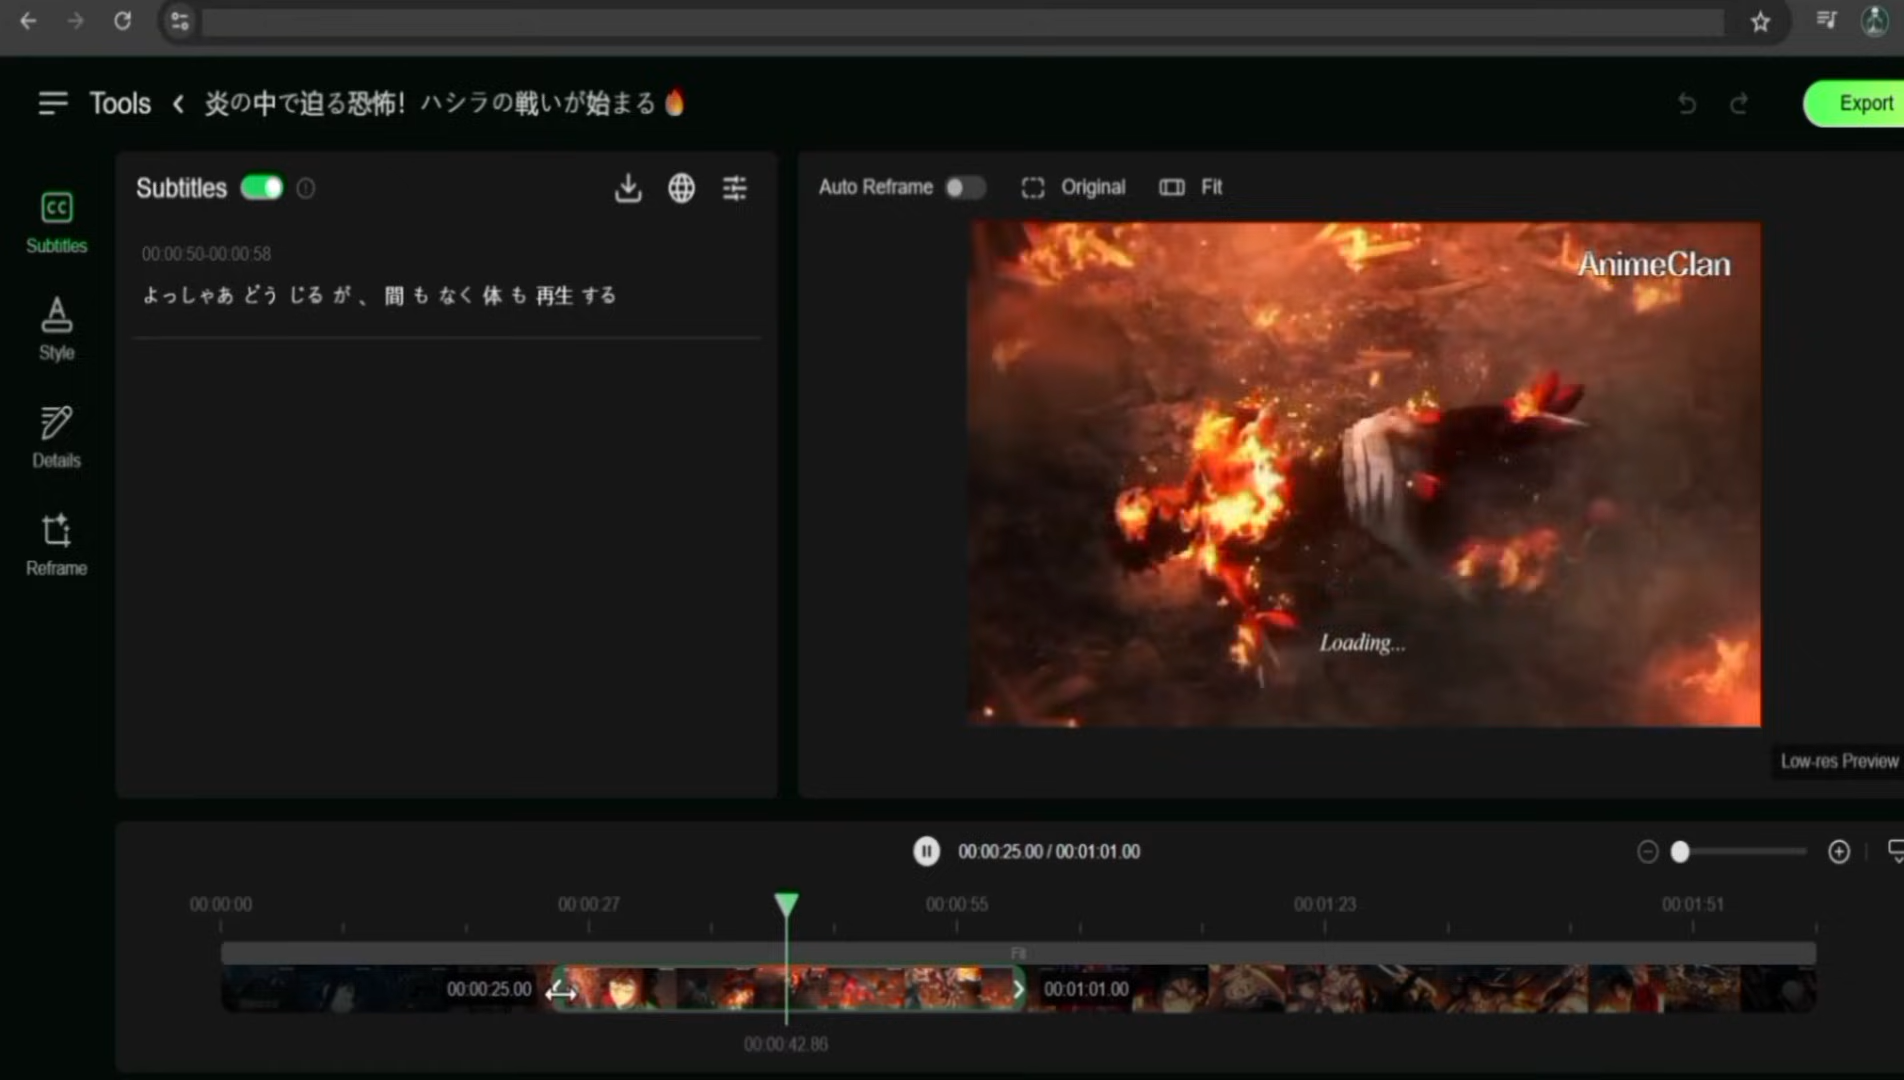 Tools 炎の中で迫る恐怖! ハシラの戦いが始まる🔥
Export
CC
Subtitles
Style
Details
Reframe
Subtitles
00:00:50-00:00:58
よっしゃあ どう じる が 、 間 も なく 体 も 再生 する
Auto Reframe Original Fit
AnimeClan
Loading...
Low-res Preview
00:00:25.00 / 00:01:01.00
00:00:00 00:00:27 00:00:55 00:01:23 00:01:51
Fit
00:00:25.00 00:01:01.00
00:00:42.86